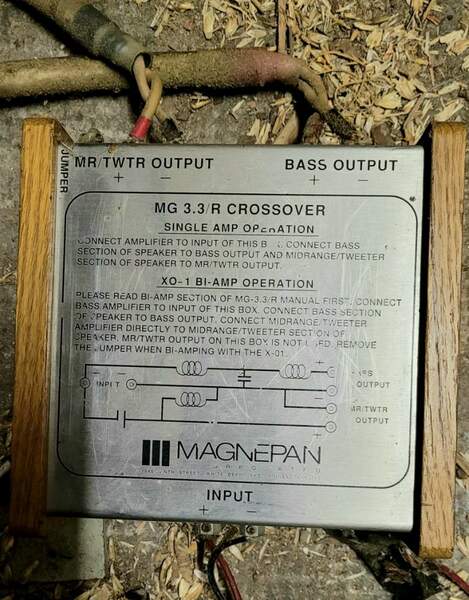 JUMPER
MR/TWTR OUTPUT BASS OUTPUT
+ - + -
MG 3.3/R CROSSOVER
SINGLE AMP OPERATION
CONNECT AMPLIFIER TO INPUT OF THIS CONNECT BASS
SECTION OF SPEAKER TO BASS OUTPUT AND MIDRANGE/TWEETER
SECTION OF SPEAKER TO MR/TWTR OUTPUT.
XO-1 BI-AMP OPERATION
PLEASE READ BI-AMP SECTION OF MG-3.3/R MANUAL FIRST. CONNECT
BASS AMPLIFIER TO INPUT OF THIS BOX. CONNECT BASS SECTION
OF SPEAKER TO BASS OUTPUT. CONNECT MIDRANGE/TWEETER
AMPLIFIER DIRECTLY TO MIDRANGE/TWEETER SECTION OF
SPEAKER. MR/TWTR OUTPUT ON THIS BOX IS NOT USED. REMOVE
THE JUMPER WHEN BI-AMPING WITH THE X-01.
INPUT
OUTPUT
MR/TWTR
OUTPUT
MAGNEPAN
INPUT
+ -